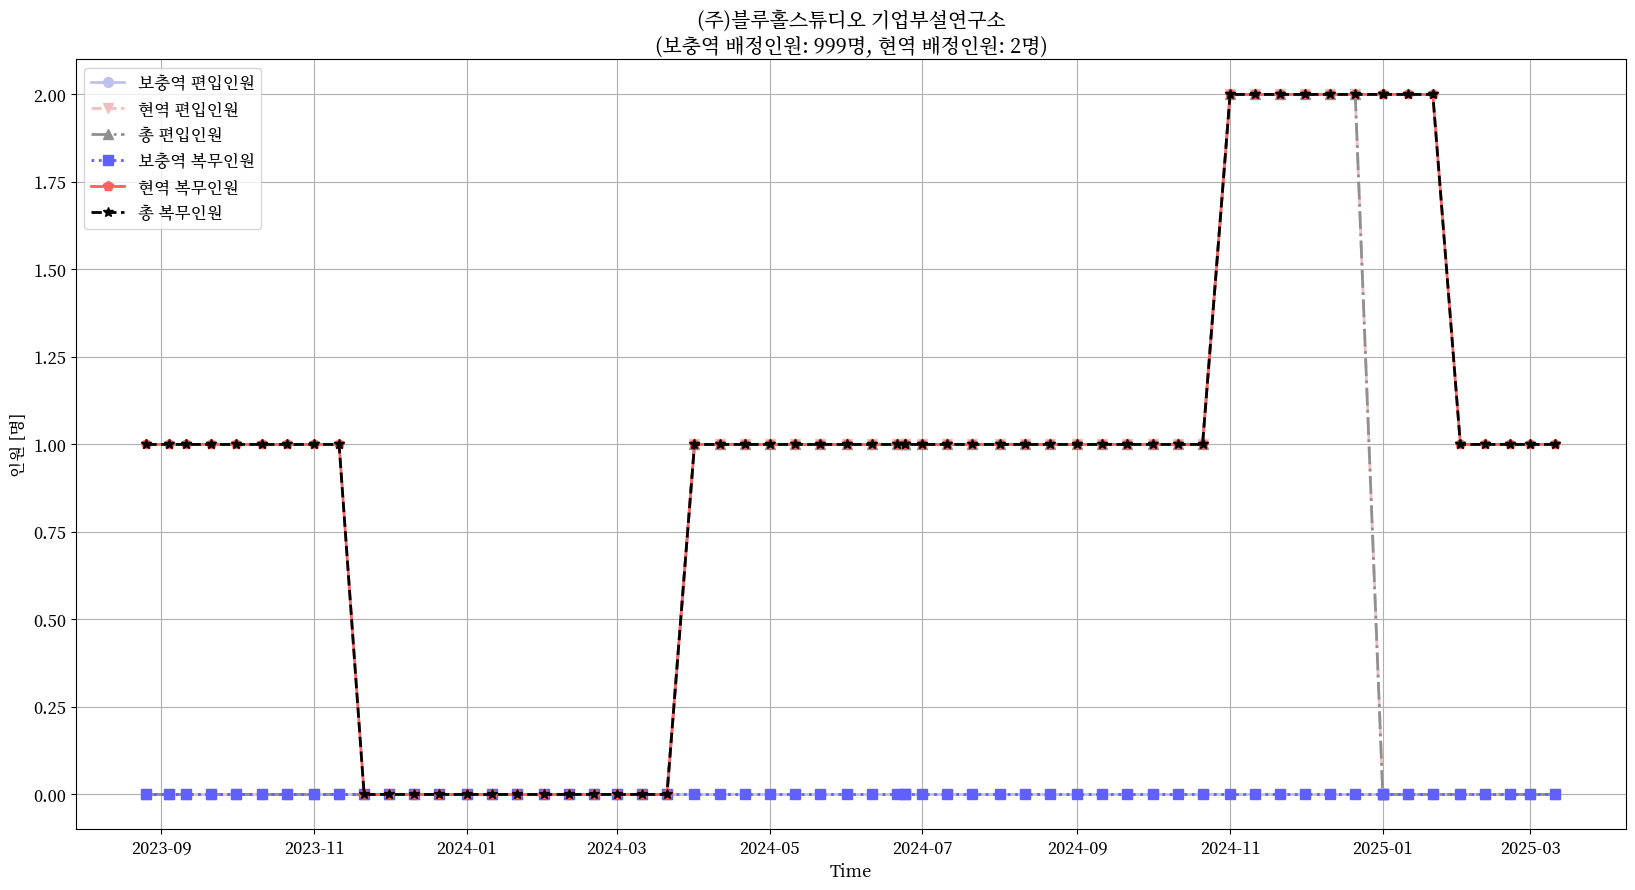 (주)블루홀스튜디오 기업부설연구소
(보충역 배정인원: 999명, 현역 배정인원: 2명)
보충역 편입인원
현역 편입인원
총 편입인원
보충역 복무인원
현역 복무인원
총 복무인원
인원 [명]
2.00
1.75
1.50
1.25
1.00
0.75
0.50
0.25
0.00
2023-09 2023-11 2024-01 2024-03 2024-05 2024-07 2024-09 2024-11 2025-01 2025-03
Time